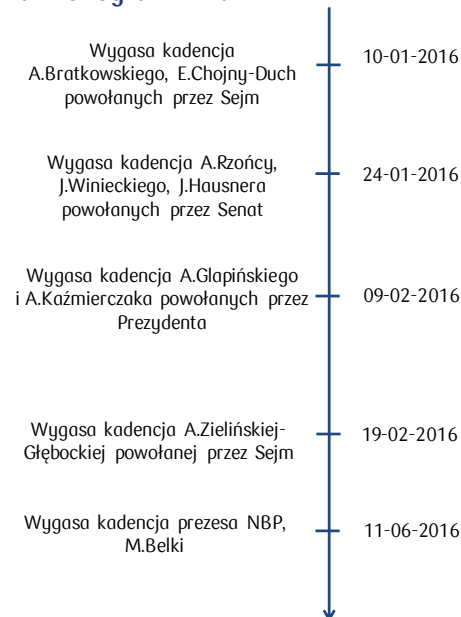 Wygasa kadencja
A.Bratkowskiego, E.Chojny-Duch
powołanych przez Sejm
10-01-2016
Wygasa kadencja A.Rzońcy,
J.Winieckiego, J.Hausnera
powołanych przez Senat
24-01-2016
Wygasa kadencja A.Glapińskiego
i A.Kaźmierczaka powołanych przez
Prezydenta
09-02-2016
Wygasa kadencja A.Zielińskiej-
Głębockiej powołanej przez Sejm
19-02-2016
Wygasa kadencja prezesa NBP,
M.Belki
11-06-2016